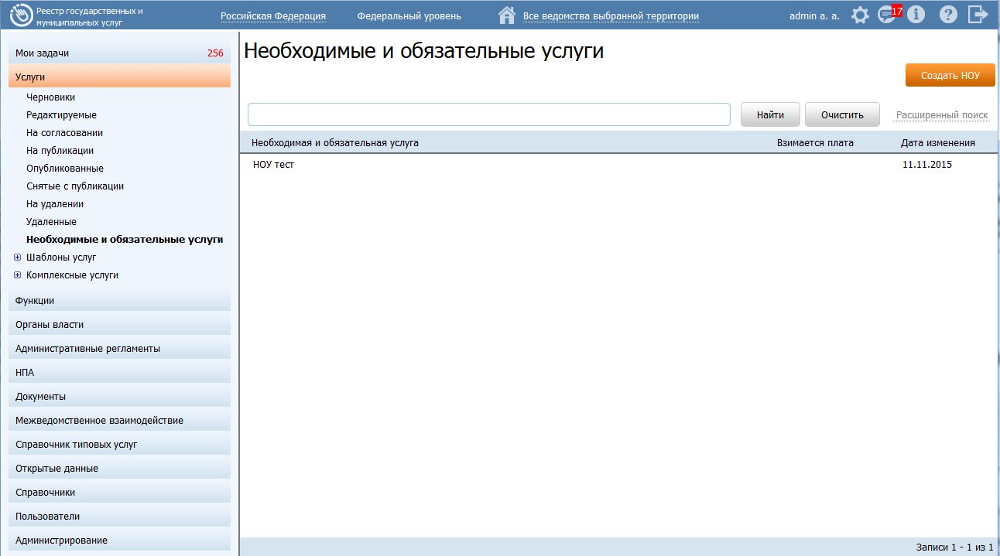 Реестр государственных и
муниципальных услуг
Российская Федерация
Федеральный уровень
Все ведомства выбранной территории
admin a. a.
17
Мои задачи 256
Услуги
Черновики
Редактируемые
На согласовании
На публикации
Опубликованные
Снятые с публикации
На удалении
Удаленные
Необходимые и обязательные услуги
Шаблоны услуг
Комплексные услуги
Функции
Органы власти
Административные регламенты
НПА
Документы
Межведомственное взаимодействие
Справочник типовых услуг
Открытые данные
Справочники
Пользователи
Администрирование
Необходимые и обязательные услуги
Создать НОУ
Найти Очистить Расширенный поиск
Необходимая и обязательная услуга Взимается плата Дата изменения
НОУ тест 11.11.2015
Записи 1 - 1 из 1